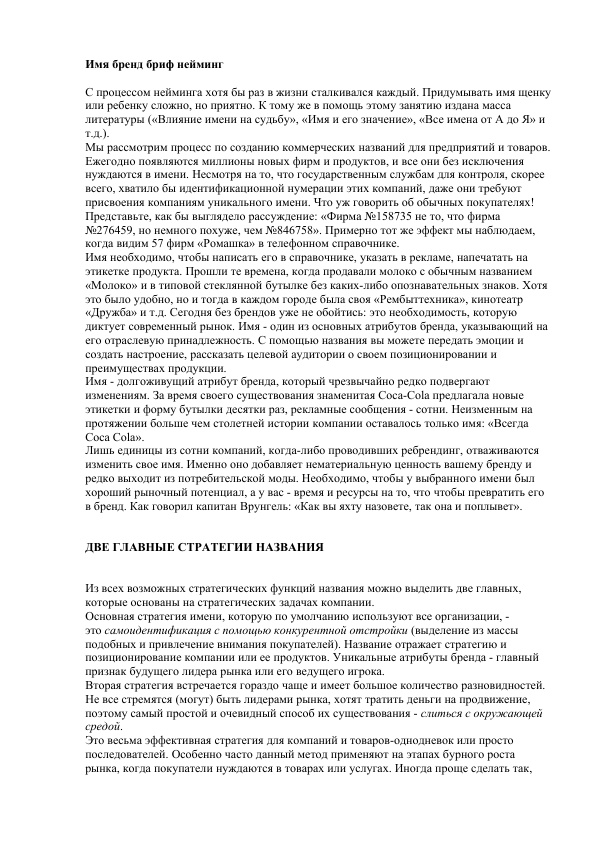 Имя бренд бриф нейминг
С процессом нейминга хотя бы раз в жизни сталкивался каждый. Придумывать имя щенку
или ребенку сложно, но приятно. К тому же в помощь этому занятию издана масса
литературы («Влияние имени на судьбу», «Имя и его значение», «Все имена от А до Я» и
т.д.).
Мы рассмотрим процесс по созданию коммерческих названий для предприятий и товаров.
Ежегодно появляются миллионы новых фирм и продуктов, и все они без исключения
нуждаются в имени. Несмотря на то, что государственным службам для контроля, скорее
всего, хватило бы идентификационной нумерации этих компаний, даже они требуют
присвоения компаниям уникального имени. Что уж говорить об обычных покупателях!
Представьте, как бы выглядело рассуждение: «Фирма №158735 не то, что фирма
№276459, но немного похуже, чем №846758». Примерно тот же эффект мы наблюдаем,
когда видим 57 фирм «Ромашка» в телефонном справочнике.
Имя необходимо, чтобы написать его в справочнике, указать в рекламе, напечатать на
этикетке продукта. Прошли те времена, когда продавали молоко с обычным названием
«Молоко» и в типовой стеклянной бутылке без каких-либо опознавательных знаков. Хотя
это было удобно, но и тогда в каждом городе была своя «Рембыттехника», кинотеатр
«Дружба» и т.д. Сегодня без брендов уже не обойтись: это необходимость, которую
диктует современный рынок. Имя - один из основных атрибутов бренда, указывающий на
его отраслевую принадлежность. С помощью названия вы можете передать эмоции и
создать настроение, рассказать целевой аудитории о своем позиционировании и
преимуществах продукции.
Имя - долгоживущий атрибут бренда, который чрезвычайно редко подвергают
изменениям. За время своего существования знаменитая Coca-Cola предлагала новые
этикетки и форму бутылки десятки раз, рекламные сообщения - сотни. Неизменным на
протяжении больше чем столетней истории компании оставалось только имя: «Всегда
Coca Cola».
Лишь единицы из сотни компаний, когда-либо проводивших ребрендинг, отваживаются
изменить свое имя. Именно оно добавляет нематериальную ценность вашему бренду и
редко выходит из потребительской моды. Необходимо, чтобы у выбранного имени был
хороший рыночный потенциал, а у вас - время и ресурсы на то, что чтобы превратить его
в бренд. Как говорил капитан Врунгель: «Как вы яхту назовете, так она и поплывет».
ДВЕ ГЛАВНЫЕ СТРАТЕГИИ НАЗВАНИЯ
Из всех возможных стратегических функций названия можно выделить две главных,
которые основаны на стратегических задачах компании.
Основная стратегия имени, которую по умолчанию используют все организации, -
это самоидентификация с помощью конкурентной отстройки (выделение из массы
подобных и привлечение внимания покупателей). Название отражает стратегию и
позиционирование компании или ее продуктов. Уникальные атрибуты бренда - главный
признак будущего лидера рынка или его ведущего игрока.
Вторая стратегия встречается гораздо чаще и имеет большое количество разновидностей.
Не все стремятся (могут) быть лидерами рынка, хотят тратить деньги на продвижение,
поэтому самый простой и очевидный способ их существования - слиться с окружающей
средой.
Это весьма эффективная стратегия для компаний и товаров-однодневок или просто
последователей. Особенно часто данный метод применяют на этапах бурного роста
рынка, когда покупатели нуждаются в товарах или услугах. Иногда проще сделать так,